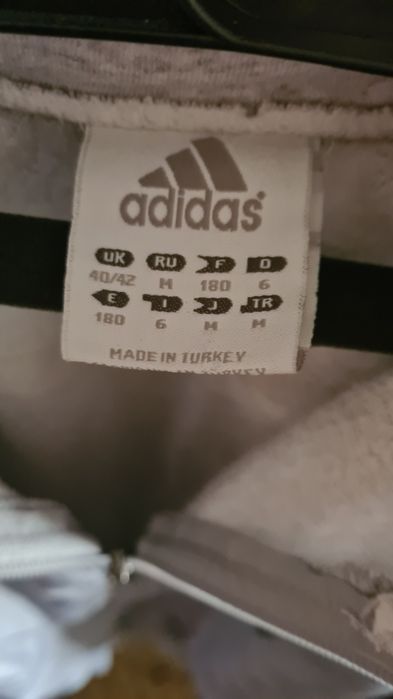 adidas
UK RU F D
40/42 M 180 6
E I J TR
180 6 M M
MADE IN TURKEY